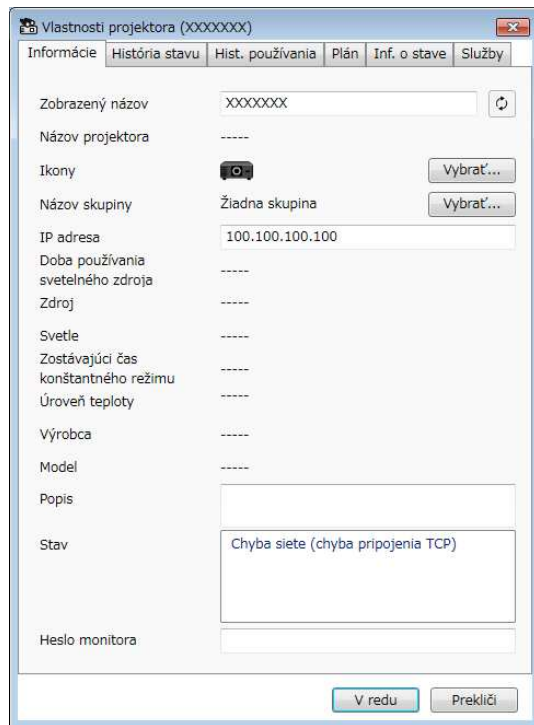 Vlastnosti projektora (XXXXXXX)
Informácie História stavu Hist. používania Plán Inf. o stave Služby
Zobrazený názov XXXXXXX
Názov projektora -----
Ikony Vybrať...
Názov skupiny Žiadna skupina Vybrať...
IP adresa 100.100.100.100
Doba používania
svetelného zdroja -----
Zdroj -----
Svetle -----
Zostávajúci čas
konštantného režimu -----
Úroveň teploty -----
Výrobca -----
Model -----
Popis
Stav Chyba siete (chyba pripojenia TCP)
Heslo monitora
V redu Prekliči